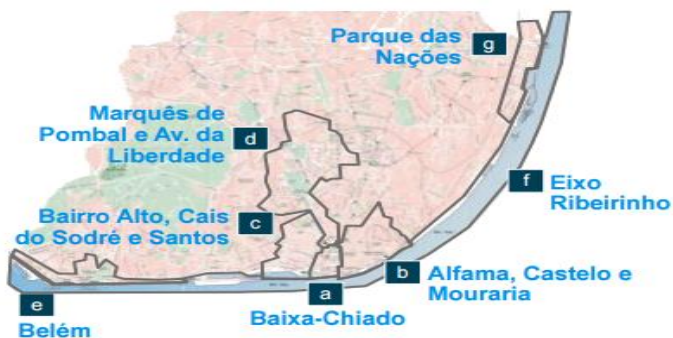 Parque das
Nações
g
Marquês de
Pombal e Av. da
Liberdade
d
f
Eixo
Ribeirinho
Bairro Alto, Cais
do Sodré e Santos
c
b
Alfama, Castelo e
Mouraria
a
Baixa-Chiado
e
Belém